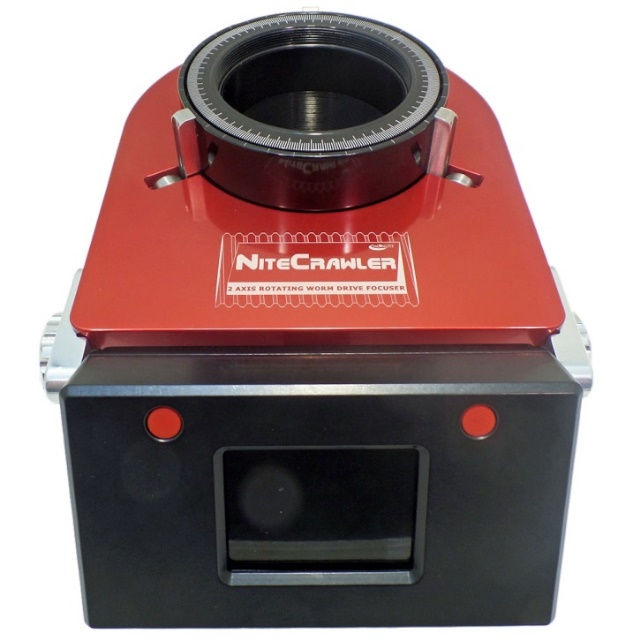 NITECRAWLER
2 AXIS ROTATING WORM DRIVE FOCUSER